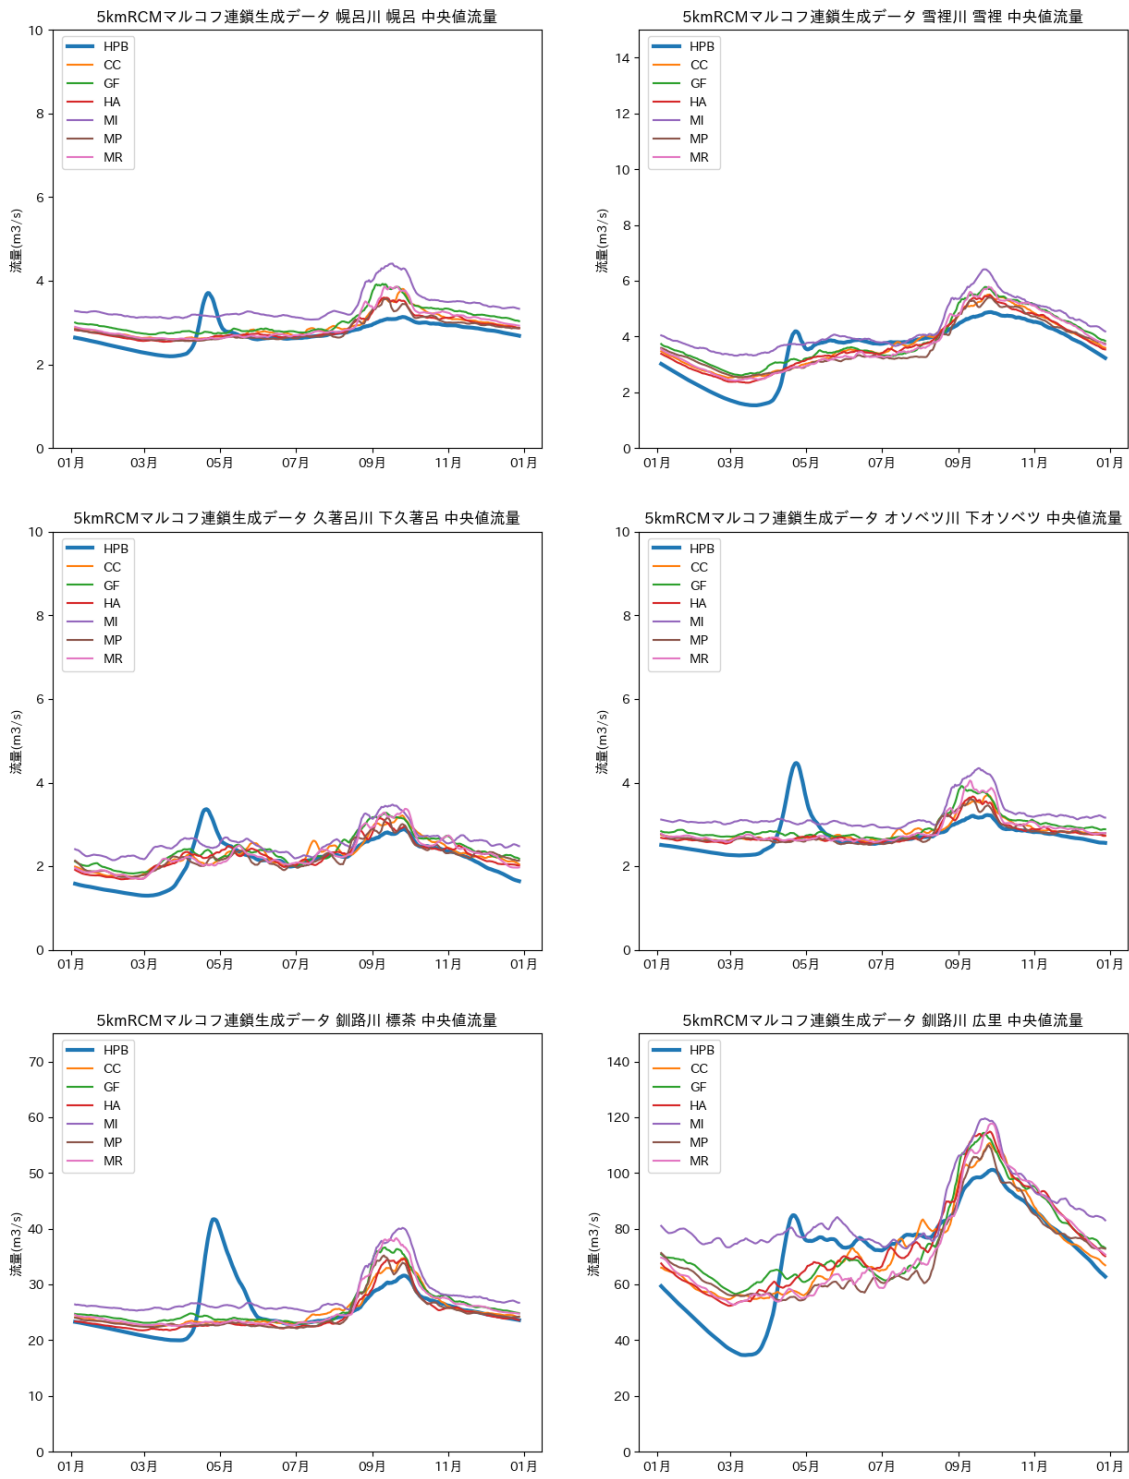 5kmRCMマルコフ連鎖生成データ 幌呂川 幌呂 中央値流量
10
8
6
4
2
0
流量(m3/s)
HPB
CC
GF
HA
MI
MP
MR
01月 03月 05月 07月 09月 11月 01月
5kmRCMマルコフ連鎖生成データ 雪裡川 雪裡 中央値流量
14
12
10
8
6
4
2
0
流量(m3/s)
HPB
CC
GF
HA
MI
MP
MR
01月 03月 05月 07月 09月 11月 01月
5kmRCMマルコフ連鎖生成データ 久著呂川 下久著呂 中央値流量
10
8
6
4
2
0
流量(m3/s)
HPB
CC
GF
HA
MI
MP
MR
01月 03月 05月 07月 09月 11月 01月
5kmRCMマルコフ連鎖生成データ オソベツ川 下オソベツ 中央値流量
10
8
6
4
2
0
流量(m3/s)
HPB
CC
GF
HA
MI
MP
MR
01月 03月 05月 07月 09月 11月 01月
5kmRCMマルコフ連鎖生成データ 釧路川 標茶 中央値流量
70
60
50
40
30
20
10
0
流量(m3/s)
HPB
CC
GF
HA
MI
MP
MR
01月 03月 05月 07月 09月 11月 01月
5kmRCMマルコフ連鎖生成データ 釧路川 広里 中央値流量
140
120
100
80
60
40
20
0
流量(m3/s)
HPB
CC
GF
HA
MI
MP
MR
01月 03月 05月 07月 09月 11月 01月